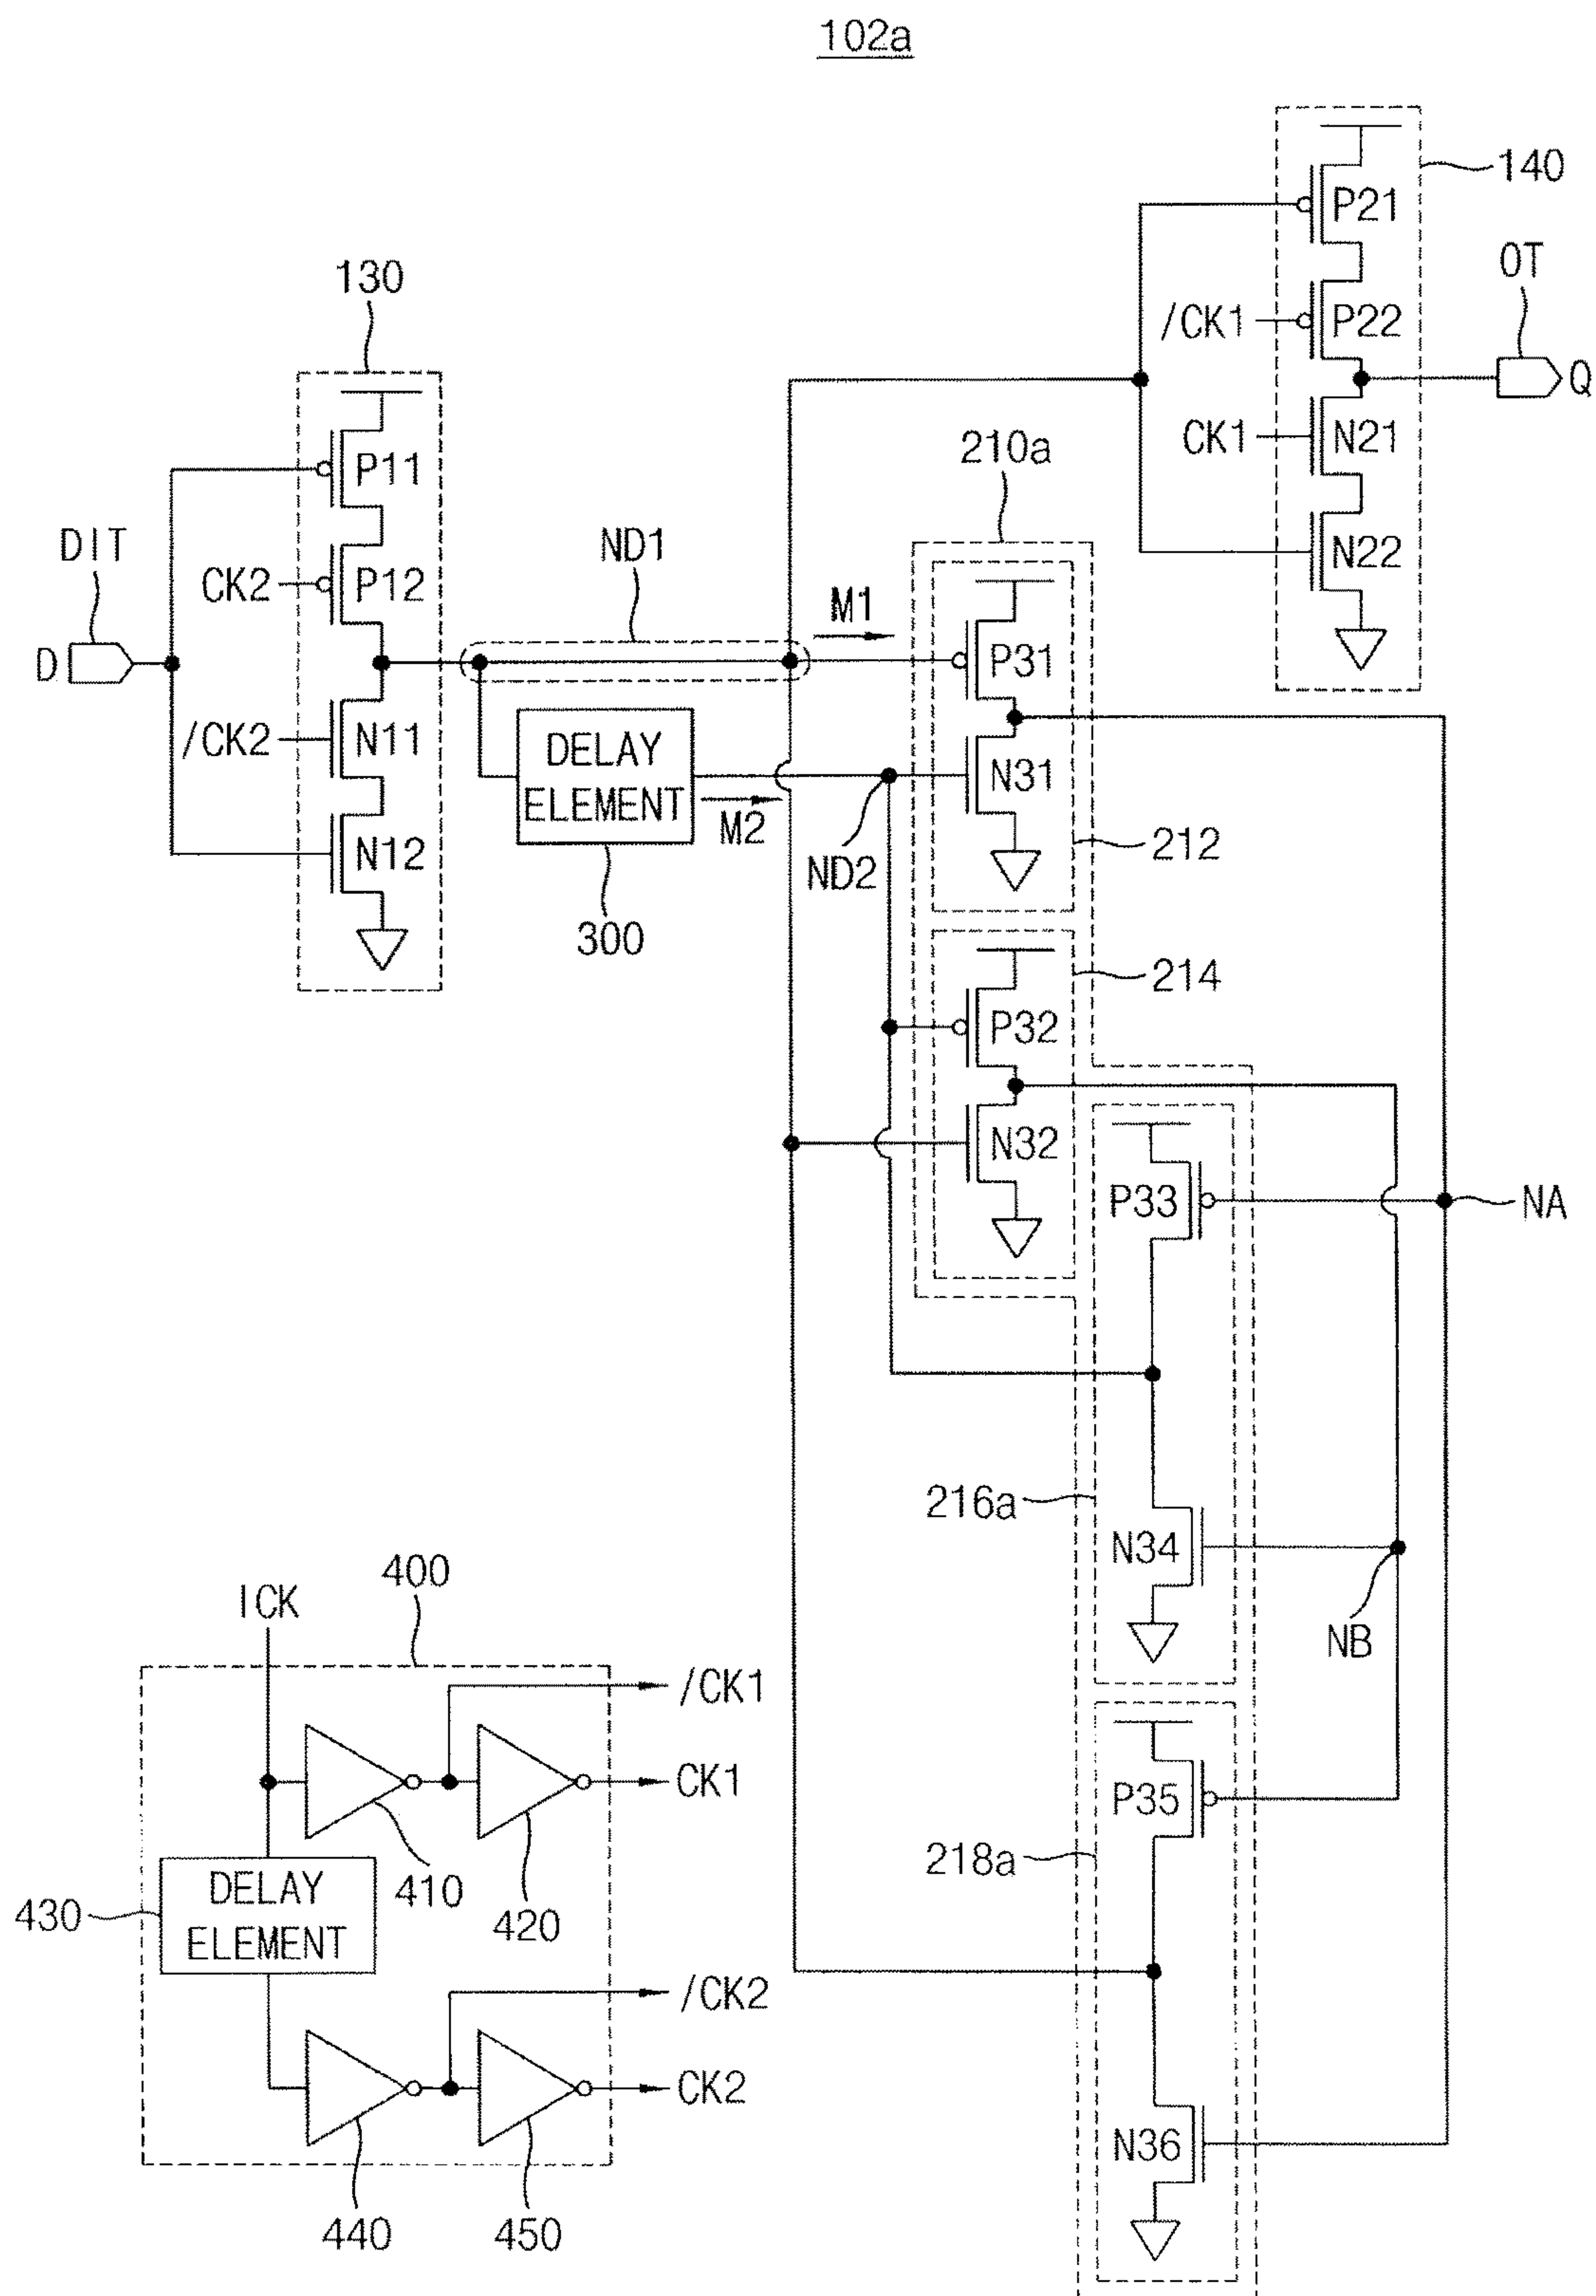 102a
140
P21
OT
130
/CK1
P22
Q
CK1
N21
210a
P11
DIT
ND1
N22
CK2
P12
M1
D
P31
/CK2
N11
DELAY
ELEMENT
N31
M2
212
N12
ND2
300
214
P32
N32
P33
NA
216a
N34
400
ICK
NB
/CK1
CK1
P35
410
218a
430
DELAY
ELEMENT
420
/CK2
CK2
N36
440
450